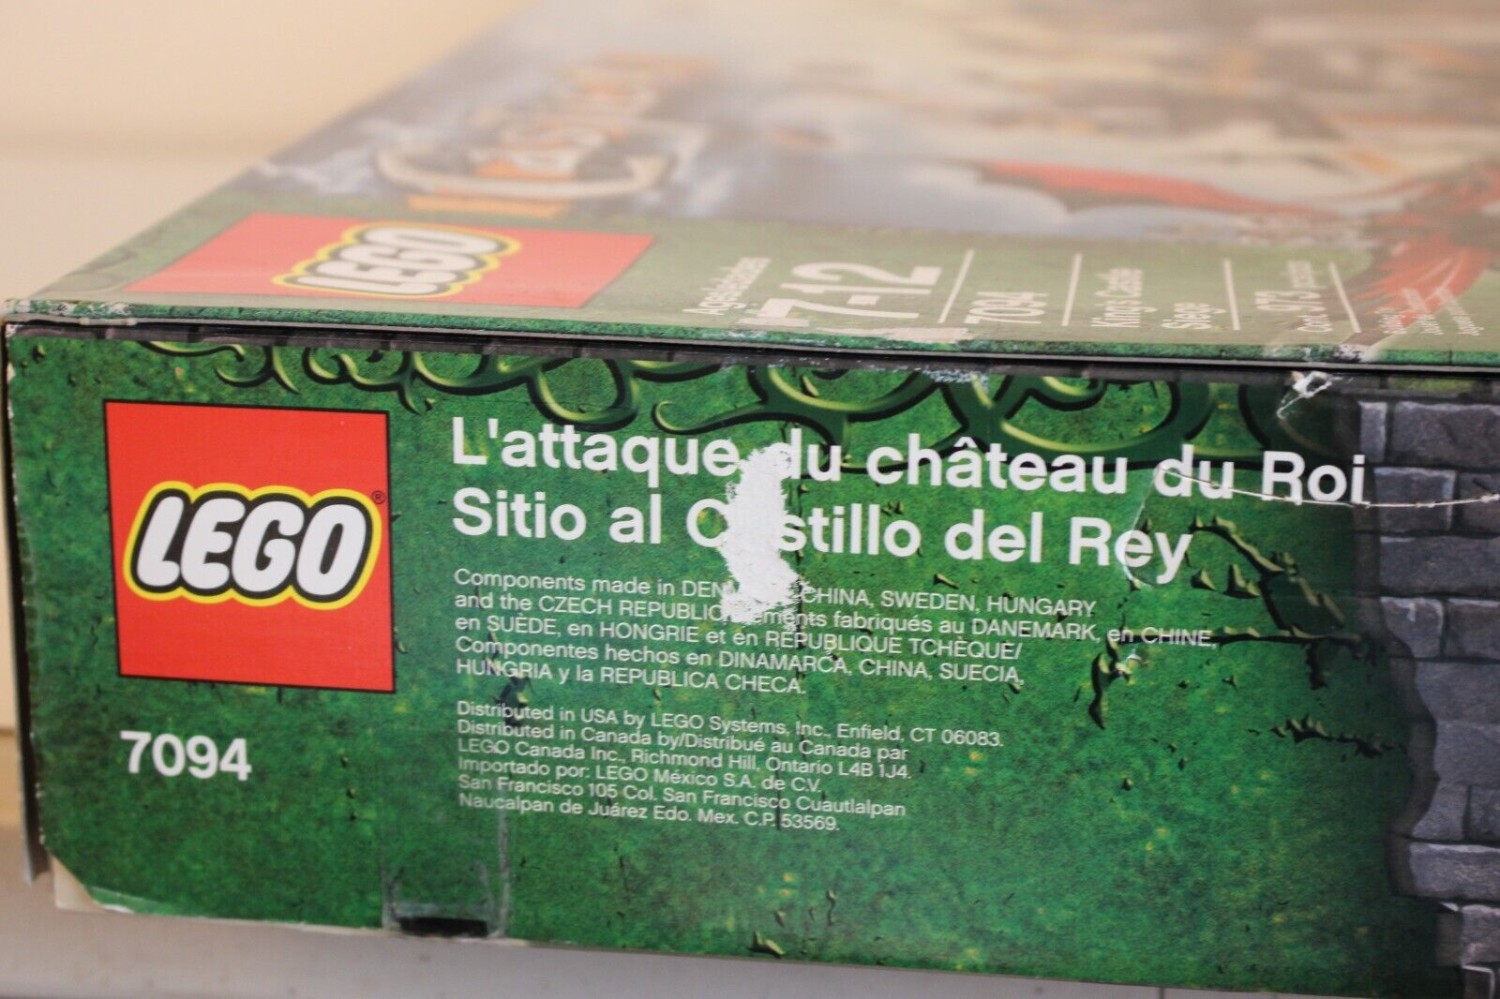 CASTLE
LEGO
Ages/edades
7-12
7094
King's Castle
Siege
973
LEGO®
L'attaque du château du Roi
Sitio al C stillo del Rey
Components made in DEN CHINA, SWEDEN, HUNGARY
and the CZECH REPUBLIC ements fabriqués au DANEMARK, en CHINE,
en SUÈDE, en HONGRIE et en RÉPUBLIQUE TCHÈQUE/
Componentes hechos en DINAMARCA, CHINA, SUECIA,
HUNGRIA y la REPUBLICA CHECA.
Distributed in USA by LEGO Systems, Inc., Enfield, CT 06083.
Distributed in Canada by/Distribué au Canada par
LEGO Canada Inc., Richmond Hill, Ontario L4B 1J4.
Importado por: LEGO México S.A. de C.V.
San Francisco 105 Col. San Francisco Cuautlalpan
Naucalpan de Juárez Edo. Mex. C.P. 53569.
7094